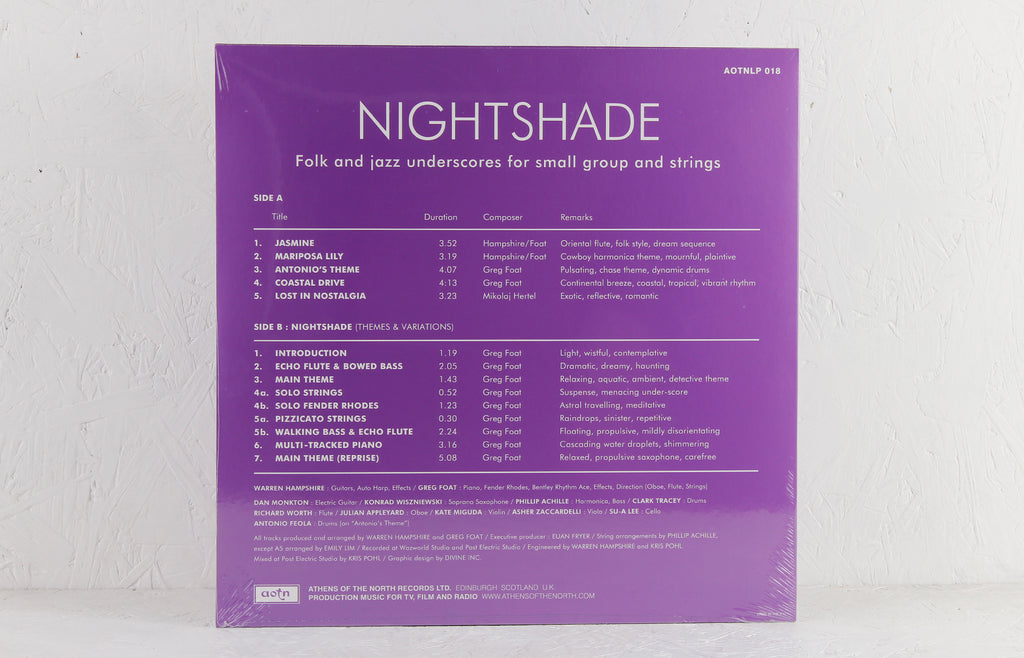 AOTNLP 018
NIGHTSHADE
Folk and jazz underscores for small group and strings
SIDE A
Title Duration Composer Remarks
1. JASMINE 3.52 Hampshire/Foat Oriental flute, folk style, dream sequence
2. MARIPOSA LILY 3.19 Hampshire/Foat Cowboy harmonica theme, mournful, plaintive
3. ANTONIO'S THEME 4.07 Greg Foat Pulsating, chase theme, dynamic drums
4. COASTAL DRIVE 4:13 Greg Foat Continental breeze, coastal, tropical, vibrant rhythm
5. LOST IN NOSTALGIA 3.23 Mikolaj Hertel Exotic, reflective, romantic
SIDE B : NIGHTSHADE (THEMES & VARIATIONS)
1. INTRODUCTION 1.19 Greg Foat Light, wistful, contemplative
2. ECHO FLUTE & BOWED BASS 2.05 Greg Foat Dramatic, dreamy, haunting
3. MAIN THEME 1.43 Greg Foat Relaxing, aquatic, ambient, detective theme
4a. SOLO STRINGS 0.52 Greg Foat Suspense, menacing under-score
4b. SOLO FENDER RHODES 1.23 Greg Foat Astral travelling, meditative
5a. PIZZICATO STRINGS 0.30 Greg Foat Raindrops, sinister, repetitive
5b. WALKING BASS & ECHO FLUTE 2.24 Greg Foat Floating, propulsive, mildly disorientating
6. MULTI-TRACKED PIANO 3.16 Greg Foat Cascading water droplets, shimmering
7. MAIN THEME (REPRISE) 5.08 Greg Foat Relaxed, propulsive saxophone, carefree
WARREN HAMPSHIRE : Guitars, Auto Harp, Effects / GREG FOAT : Piano, Fender Rhodes, Bentley Rhythm Ace, Effects, Direction (Oboe, Flute, Strings)
DAN MONKTON : Electric Guitar / KONRAD WISZNIEWSKI : Soprano Saxophone / PHILLIP ACHILLE : Harmonica, Bass / CLARK TRACEY : Drums
RICHARD WORTH : Flute / JULIAN APPLEYARD : Oboe / KATE MIGUDA : Violin / ASHER ZACCARDELLI : Viola / SU-A LEE : Cello
ANTONIO FEOLA : Drums (on "Antonio's Theme")
All tracks produced and arranged by WARREN HAMPSHIRE and GREG FOAT / Executive producer : EUAN FRYER / String arrangements by PHILLIP ACHILLE,
except A5 arranged by EMILY LIM / Recorded at Wazworld Studio and Post Electric Studio / Engineered by WARREN HAMPSHIRE and KRIS POHL
Mixed at Post Electric Studio by KRIS POHL / Graphic design by DIVINE INC.
aotn
ATHENS OF THE NORTH RECORDS LTD. EDINBURGH SCOTLAND U.K.
PRODUCTION MUSIC FOR TV, FILM AND RADIO WWW.ATHENSOFTHENORTH.COM